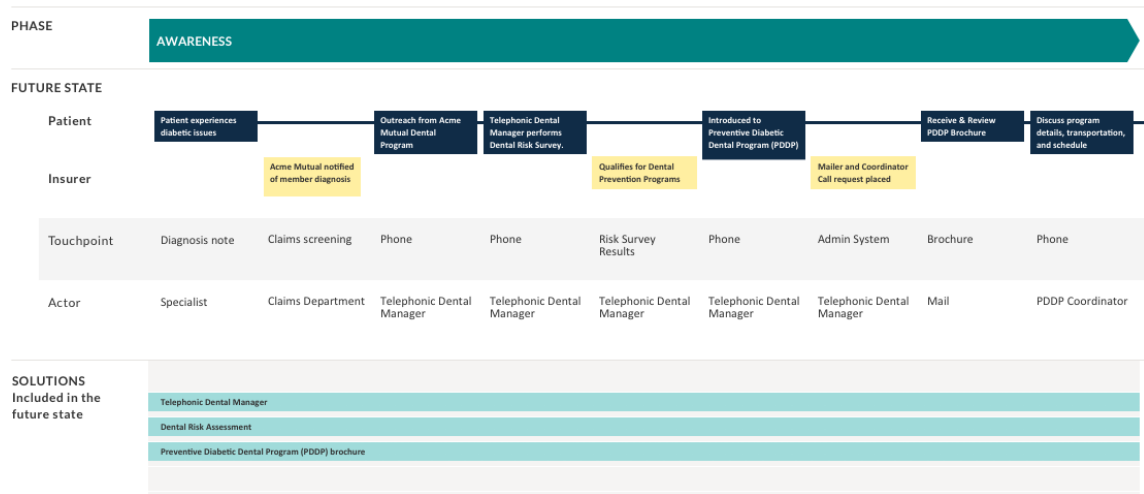 PHASE
AWARENESS
FUTURE STATE
Patient
Patient experiences
diabetic issues
Outreach from Acme
Mutual Dental
Program
Telephonic Dental
Manager performs
Dental Risk Survey.
Introduced to
Preventive Diabetic
Dental Program (PDDP)
Receive & Review
PDDP Brochure
Discuss program
details, transportation,
and schedule
Insurer
Acme Mutual notified
of member diagnosis
Qualifies for Dental
Prevention Programs
Mailer and Coordinator
Call request placed
Touchpoint
Diagnosis note
Claims screening
Phone
Phone
Risk Survey
Results
Phone
Admin System
Brochure
Phone
Actor
Specialist
Claims Department
Telephonic Dental
Manager
Telephonic Dental
Manager
Telephonic Dental
Manager
Telephonic Dental
Manager
Telephonic Dental
Manager
Mail
PDDP Coordinator
SOLUTIONS
Included in the
future state
Telephonic Dental Manager
Dental Risk Assessment
Preventive Diabetic Dental Program (PDDP) brochure